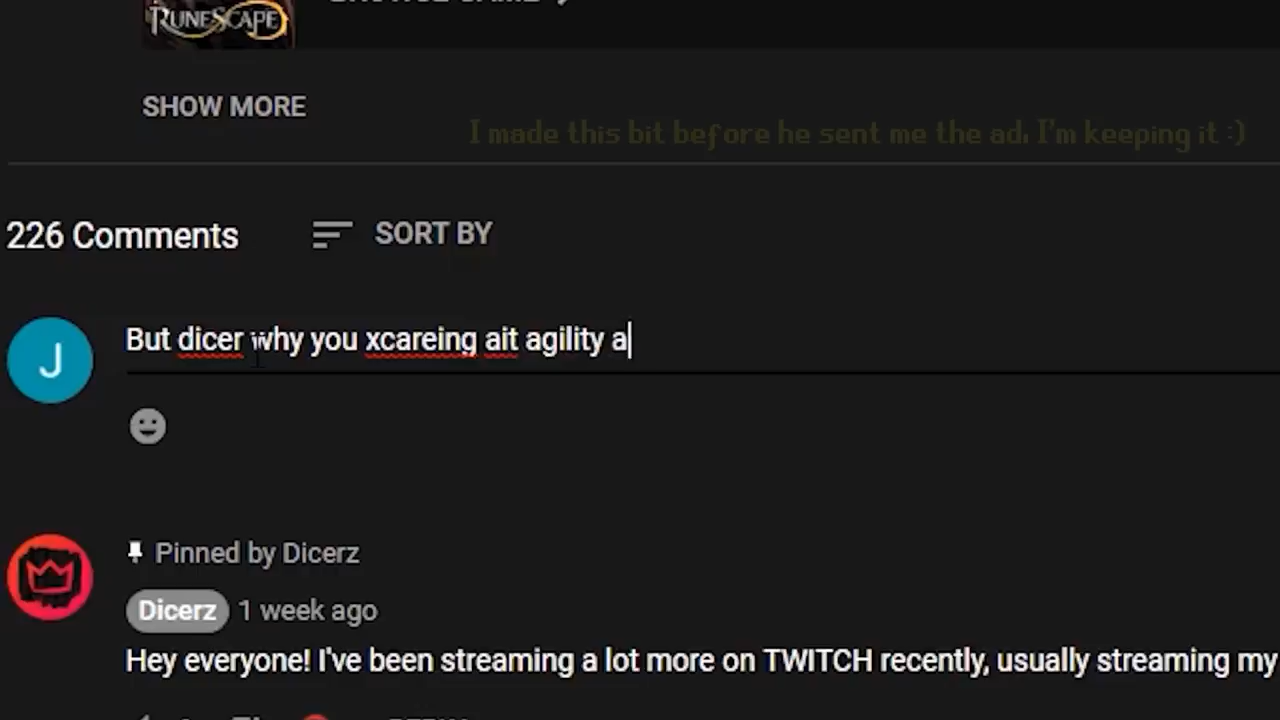 RUNESCAPE
SHOW MORE
I made this bit before he sent me the ad. I'm keeping it :)
226 Comments
SORT BY
J
But dicer why you xcareing ait agility a
Pinned by Dicerz
Dicerz 1 week ago
Hey everyone! I've been streaming a lot more on TWITCH recently, usually streaming my